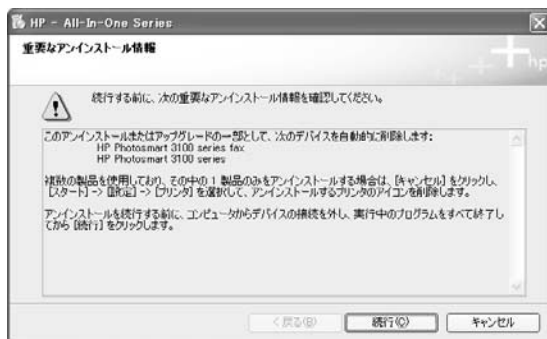 HP - All-In-One Series
重要なアンインストール情報
hp
続行する前に、次の重要なアンインストール情報を確認してください。
このアンインストールまたはアップグレードの一部として、次のデバイスを自動的に削除します:
HP Photosmart 3100 series fax
HP Photosmart 3100 series
複数の製品を使用しており、その中の 1 製品のみをアンインストールする場合は、[キャンセル] をクリックし、
[スタート] -> [設定] -> [プリンタ] を選択して、アンインストールするプリンタのアイコンを削除します。
アンインストールを続行する前に、コンピュータからデバイスの接続を外し、実行中のプログラムをすべて終了し
てから [続行] をクリックします。
< 戻る(B)
続行(C)
キャンセル